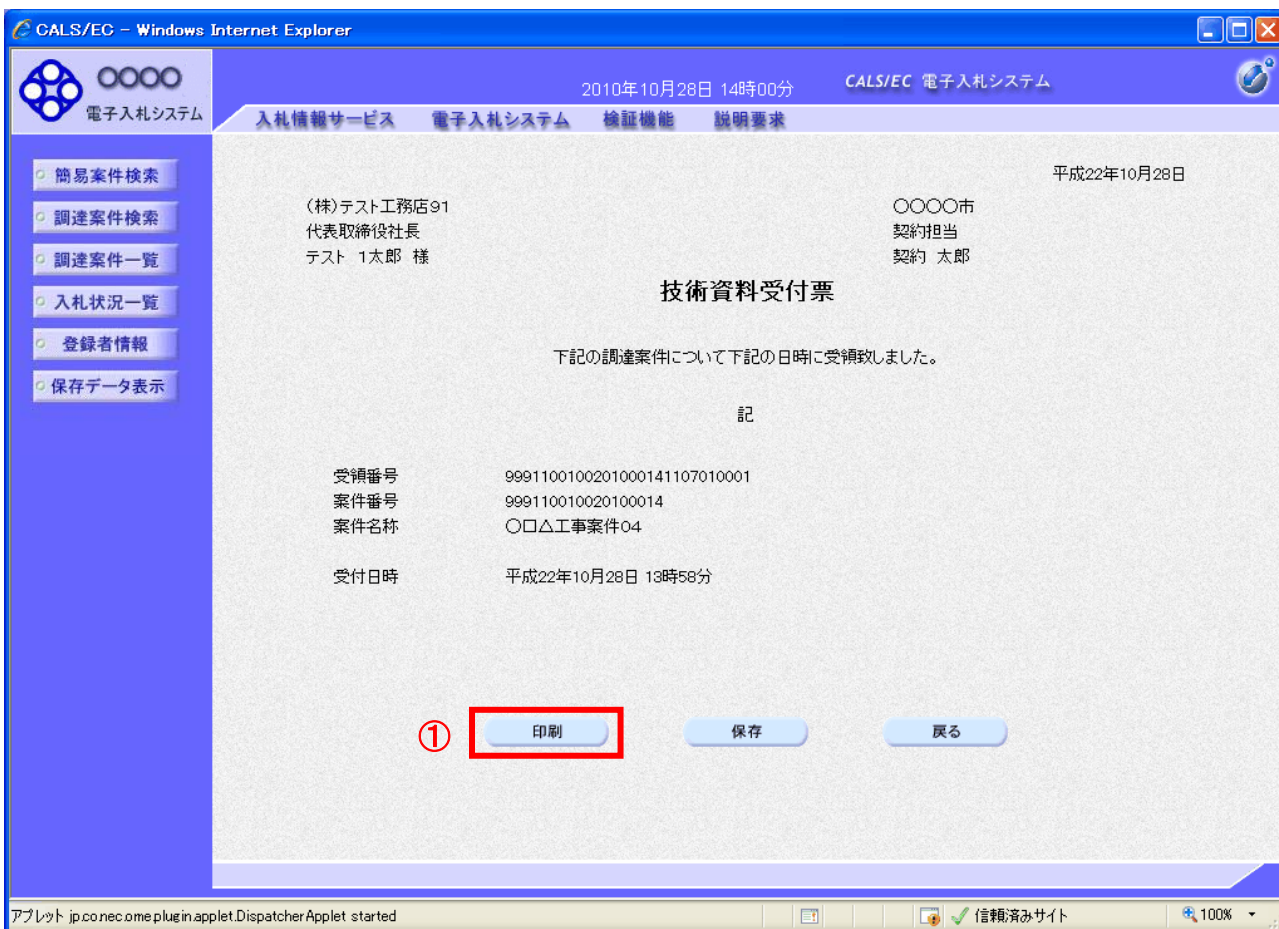 CALS/EC - Windows Internet Explorer
〇〇〇〇
電子入札システム
2010年10月28日 14時00分
CALS/EC 電子入札システム
入札情報サービス 電子入札システム 検証機能 説明要求
簡易案件検索
調達案件検索
調達案件一覧
入札状況一覧
登録者情報
保存データ表示
平成22年10月28日
(株)テスト工務店91
代表取締役社長
テスト 1太郎 様
〇〇〇〇市
契約担当
契約 太郎
技術資料受付票
下記の調達案件について下記の日時に受領致しました。
記
受領番号 9991100100201000141107010001
案件番号 999110010020100014
案件名称 〇口△工事案件04
受付日時 平成22年10月28日 13時58分
① 印刷 保存 戻る
アプレット jp.co.nec.ome.plugin.applet.DispatcherApplet started
信頼済みサイト
100%